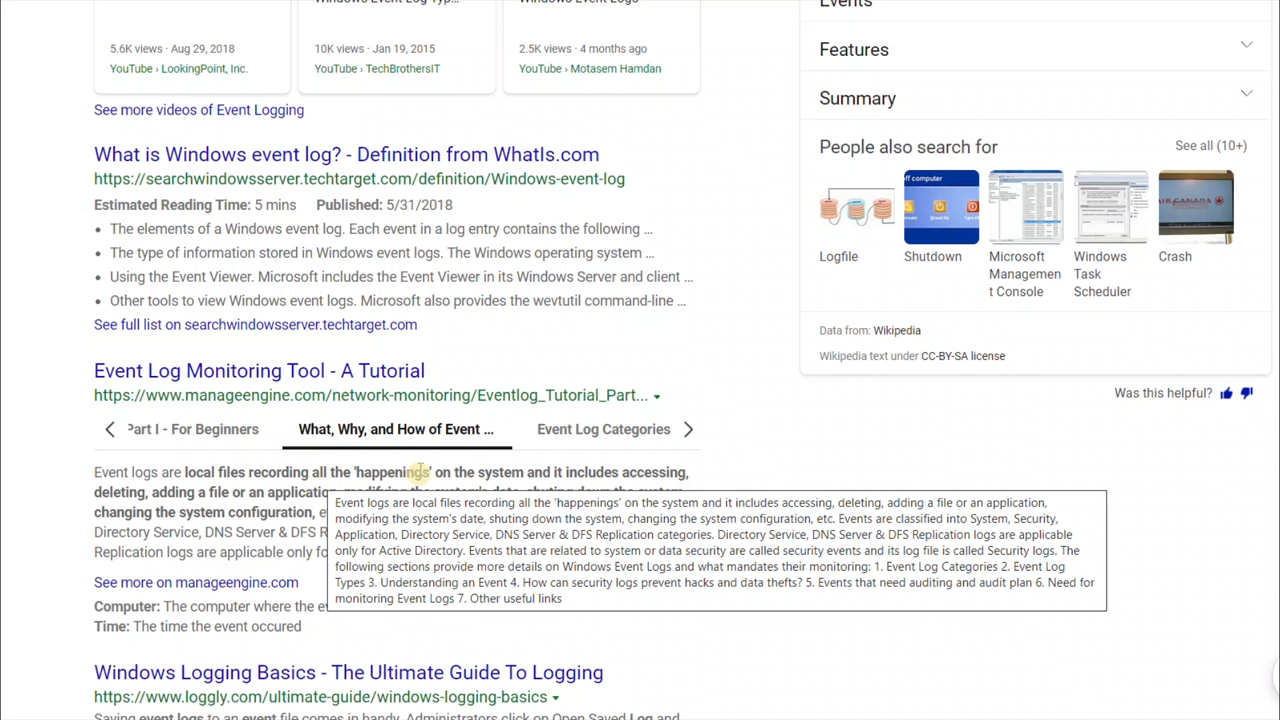 5.6K views · Aug 29, 2018
YouTube › LookingPoint, Inc.
10K views · Jan 19, 2015
YouTube › TechBrothersIT
2.5K views · 4 months ago
YouTube › Motasem Hamdan
See more videos of Event Logging
What is Windows event log? - Definition from WhatIs.com
https://searchwindowsserver.techtarget.com/definition/Windows-event-log
Estimated Reading Time: 5 mins Published: 5/31/2018
• The elements of a Windows event log. Each event in a log entry contains the following ...
• The type of information stored in Windows event logs. The Windows operating system ...
• Using the Event Viewer. Microsoft includes the Event Viewer in its Windows Server and client ...
• Other tools to view Windows event logs. Microsoft also provides the wevtutil command-line ...
See full list on searchwindowsserver.techtarget.com
Event Log Monitoring Tool - A Tutorial
https://www.manageengine.com/network-monitoring/Eventlog_Tutorial_Part...
Part I - For Beginners What, Why, and How of Event ... Event Log Categories
Event logs are local files recording all the 'happenings' on the system and it includes accessing,
deleting, adding a file or an application, modifying the system's date, shutting down the system,
changing the system configuration,
Directory Service, DNS Server & DFS R
Replication logs are applicable only fo
Event logs are local files recording all the 'happenings' on the system and it includes accessing, deleting, adding a file or an application,
modifying the system's date, shutting down the system, changing the system configuration, etc. Events are classified into System, Security,
Application, Directory Service, DNS Server & DFS Replication categories. Directory Service, DNS Server & DFS Replication logs are applicable
only for Active Directory. Events that are related to system or data security are called security events and its log file is called Security logs. The
following sections provide more details on Windows Event Logs and what mandates their monitoring: 1. Event Log Categories 2. Event Log
Types 3. Understanding an Event 4. How can security logs prevent hacks and data thefts? 5. Events that need auditing and audit plan 6. Need for
monitoring Event Logs 7. Other useful links
See more on manageengine.com
Computer: The computer where the e
Time: The time the event occured
Windows Logging Basics - The Ultimate Guide To Logging
https://www.loggly.com/ultimate-guide/windows-logging-basics
Saving event logs to an event file comes in handy. Administrators click on Open Saved Log and
Events
Features
Summary
People also search for See all (10+)
off computer
AIR CANADA
Logfile
Shutdown
Microsoft
Managemen
t Console
Windows
Task
Scheduler
Crash
Data from: Wikipedia
Wikipedia text under CC-BY-SA license
Was this helpful?